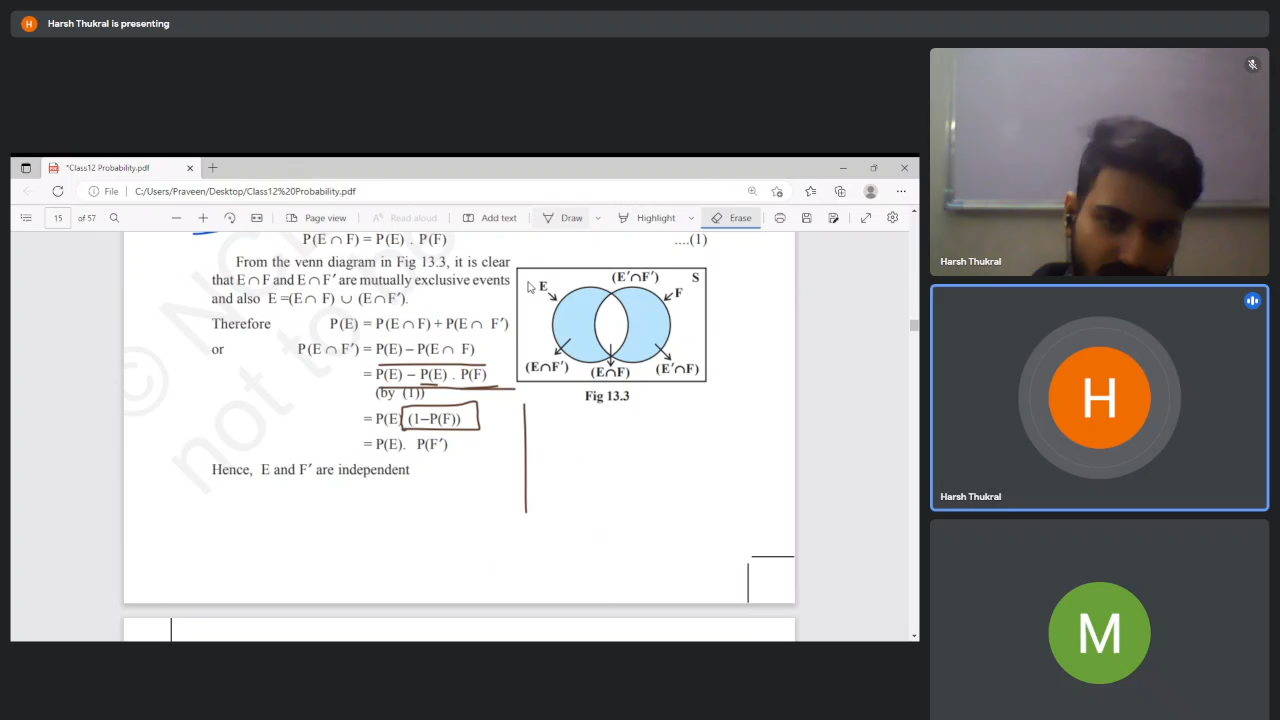 H Harsh Thukral is presenting
*Class12 Probability.pdf
File C:/Users/Praveen/Desktop/Class12%20Probability.pdf
15 of 57 Page view Read aloud Add text Draw Highlight Erase
P(E ∩ F) = P(E) . P(F) ....(1)
From the venn diagram in Fig 13.3, it is clear
that E ∩ F and E ∩ F′ are mutually exclusive events
and also E =(E ∩ F) ∪ (E ∩ F′).
Therefore P(E) = P(E ∩ F) + P(E ∩ F′)
or P(E ∩ F′) = P(E) − P(E ∩ F)
= P(E) − P(E) . P(F)
(by (1))
= P(E) (1−P(F))
= P(E). P(F′)
Hence, E and F′ are independent
(E′∩F′) S
E F
(E∩F′) (E∩F) (E′∩F)
Fig 13.3
© NC
not to
Harsh Thukral
H
Harsh Thukral
M